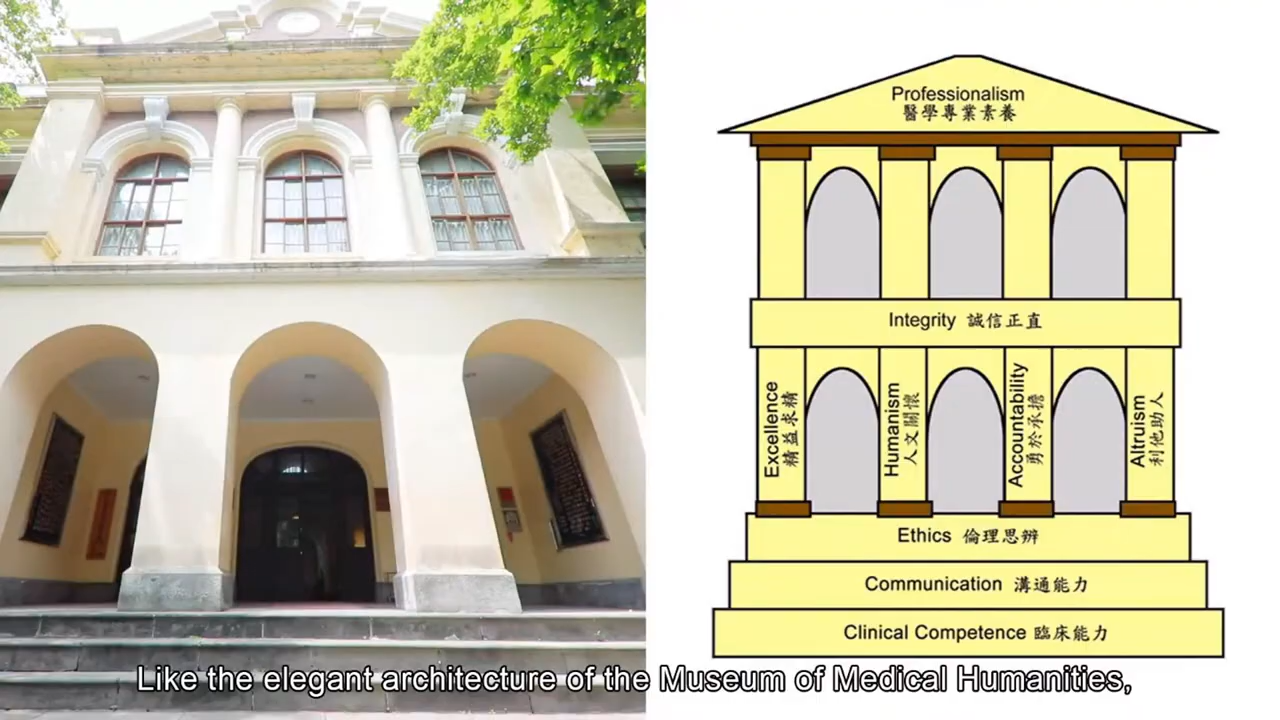 Professionalism
醫學專業素養
Integrity 誠信正直
Excellence
精益求精
Humanism
人文關懷
Accountability
勇於承擔
Altruism
利他助人
Ethics 倫理思辨
Communication 溝通能力
Clinical Competence 臨床能力
Like the elegant architecture of the Museum of Medical Humanities,